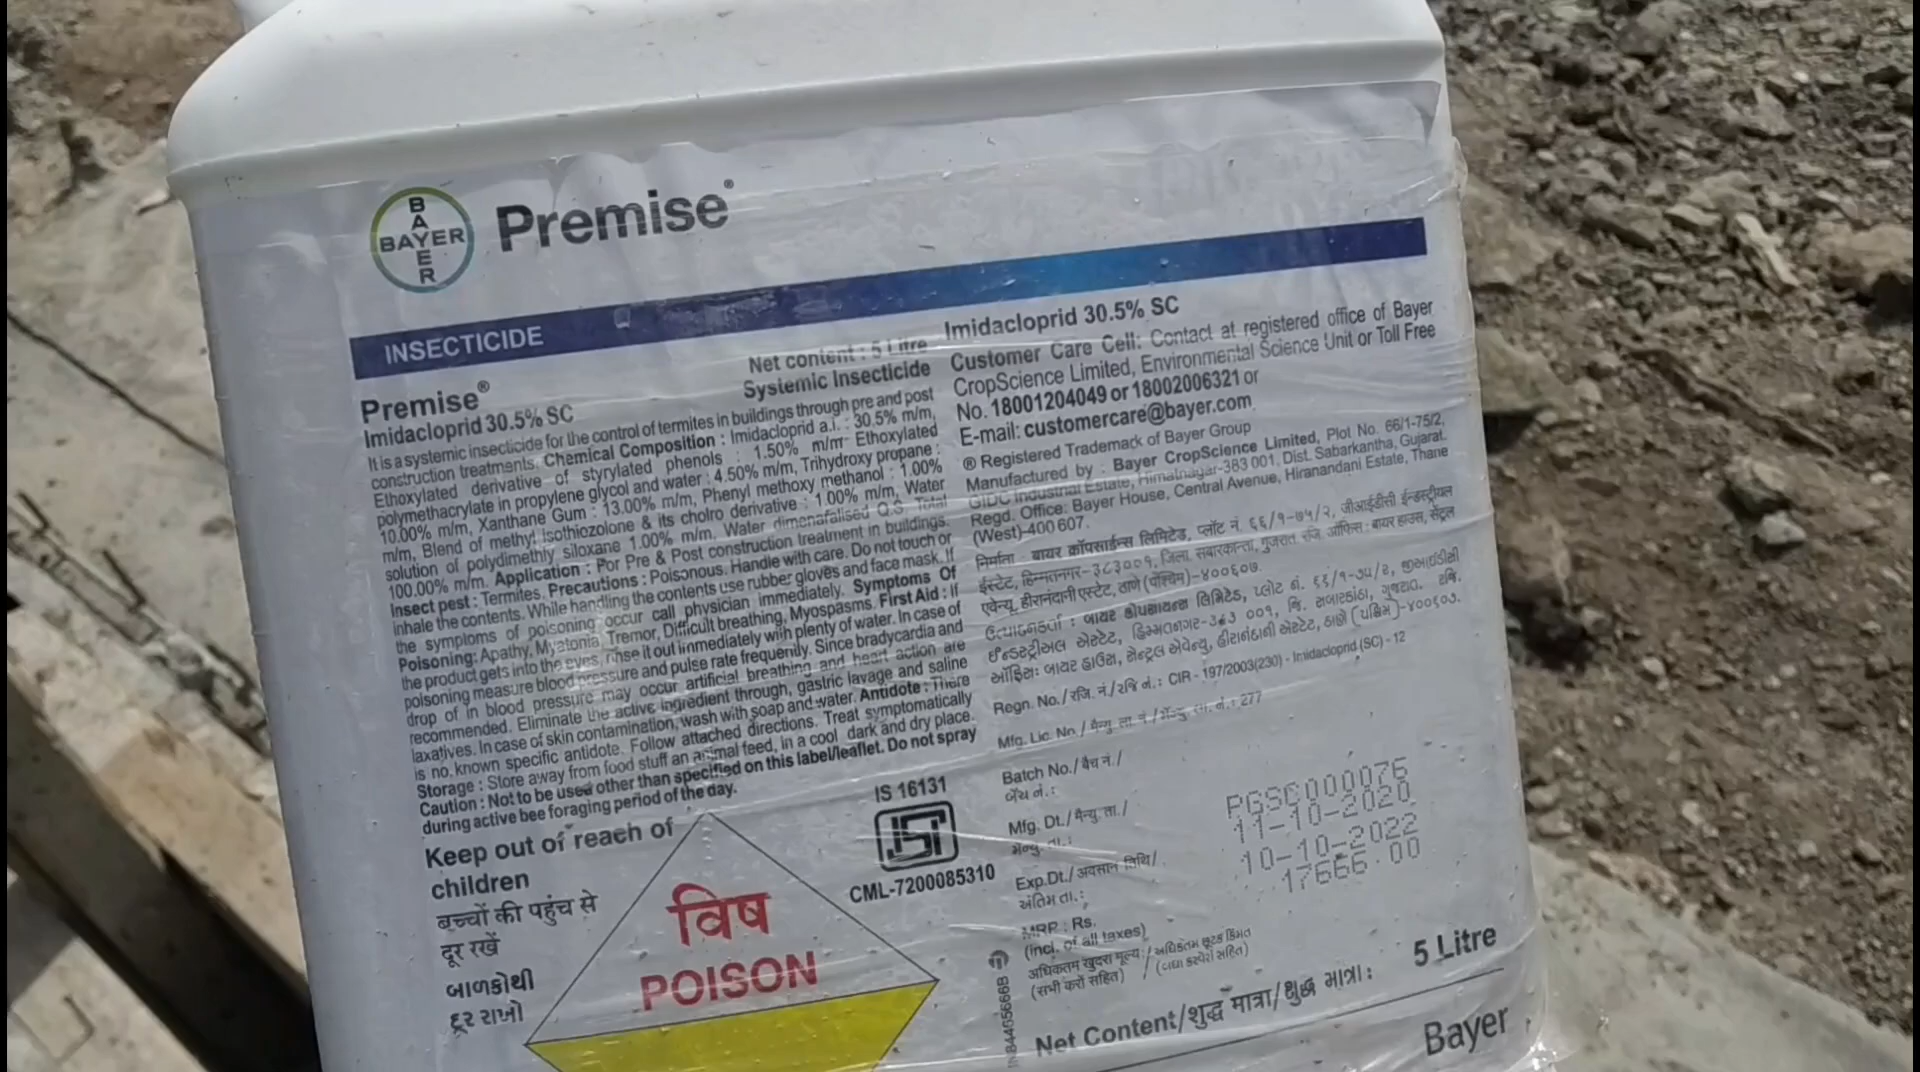 BAYER
BAYER
Premise®
INSECTICIDE
Premise®
Imidacloprid 30.5% SC
Net content : 5 Litre
Systemic Insecticide
It is a systemic insecticide for the control of termites in buildings through pre and post
construction treatments. Chemical Composition : Imidacloprid a.i. : 30.5% m/m,
Ethoxylated derivative of styrylated phenols : 1.50% m/m Ethoxylated
polymethacrylate in propylene glycol and water : 4.50% m/m, Trihydroxy propane :
10.00% m/m, Xanthane Gum : 13.00% m/m, Phenyl methoxy methanol : 1.00%
m/m, Blend of methyl isothiozolone & its cholro derivative : 1.00% m/m, Water
solution of polydimethly siloxane 1.00% m/m. Water Q.S. Total
100.00% m/m. Application : For Pre & Post construction treatment in buildings.
Insect pest : Termites. Precautions : Poisonous. Handle with care. Do not touch or
inhale the contents. While handling the contents use rubber gloves and face mask. If
the symptoms of poisoning occur call physician immediately. Symptoms Of
Poisoning: Apathy, Myatonia, Tremor, Difficult breathing, Myospasms. First Aid : If
the product gets into the eyes, rinse it out immediately with plenty of water. In case of
poisoning measure blood pressure and pulse rate frequently. Since bradycardia and
drop of in blood pressure may occur artificial breathing and heart action are
recommended. Eliminate the active ingredient through, gastric lavage and saline
laxatives. In case of skin contamination, wash with soap and water. Antidote : There
is no known specific antidote. Follow attached directions. Treat symptomatically
Storage : Store away from food stuff an animal feed, in a cool dark and dry place.
Caution : Not to be used other than specified on this label/leaflet. Do not spray
during active bee foraging period of the day.
Keep out of reach of
children
बच्चों की पहुंच से
दूर रखें
બાળકોથી
દૂર રાખો
विष
POISON
IS 16131
ISI
CML-7200085310
Imidacloprid 30.5% SC
Customer Care Cell: Contact at registered office of Bayer
CropScience Limited, Environmental Science Unit or Toll Free
No. 18001204049 or 18002006321 or
E-mail: customercare@bayer.com
® Registered Trademack of Bayer Group
Manufactured by : Bayer CropScience Limited, Plot No. 66/1-75/2,
GIDC Industrial Estate, Himatnagar-383 001, Dist. Sabarkantha, Gujarat.
Regd. Office: Bayer House, Central Avenue, Hiranandani Estate, Thane
(West)-400 607.
निर्माता : बायर क्रॉपसाईन्स लिमिटेड, प्लॉट नं. ६६/१-७५/२, जीआईडीसी ईन्डस्ट्रीयल
ईस्टेट, हिम्मतनगर-३८३००१, जिला. सबारकान्ता, गुजरात. रजि. ऑफिस : बायर हाउस, सेंट्रल
एवेन्यू, हीरानंदानी एस्टेट, ठाणे (पश्चिम)-४००६०७.
ઉત્પાદનકર્તા : બાયર ક્રોપસાયન્સ લિમિટેડ, પ્લોટ નં. ૬૬/૧-૭૫/૨, જીઆઇડીસી
ઈન્ડસ્ટ્રીઅલ એસ્ટેટ, હિંમતનગર-૩૮૩ ૦૦૧, જિ. સાબરકાંઠા, ગુજરાત. રજિ.
ઑફિસ: બાયર હાઉસ, સેન્ટ્રલ એવેન્યુ, હીરાનંદાની એસ્ટેટ, ઠાણે (પશ્ચિમ)-૪૦૦૬૦૭.
Regn. No./ रजि. नं./ રજિ નં.: CIR - 197/2003(230) - Imidacloprid (SC) - 12
Mfg. Lic. No. / 277
Batch No./ बैच नं./
બેચ નં. :
PGSC000076
Mfg. Dt./ मैन्यु. ता./
11-10-2020
Exp.Dt./ अवसान तिथि/
અંતિમ તા.:
10-10-2022
MRP : Rs.
17666.00
(incl. of all taxes)
अधिकतम खुदरा मूल्य: / અધિકતમ છૂટક કિંમત
(सभी करों सहित) / (બધા કરવેરા સહિત)
Net Content/शुद्ध मात्रा/શુદ્ધ માત્રા: 5 Litre
Bayer